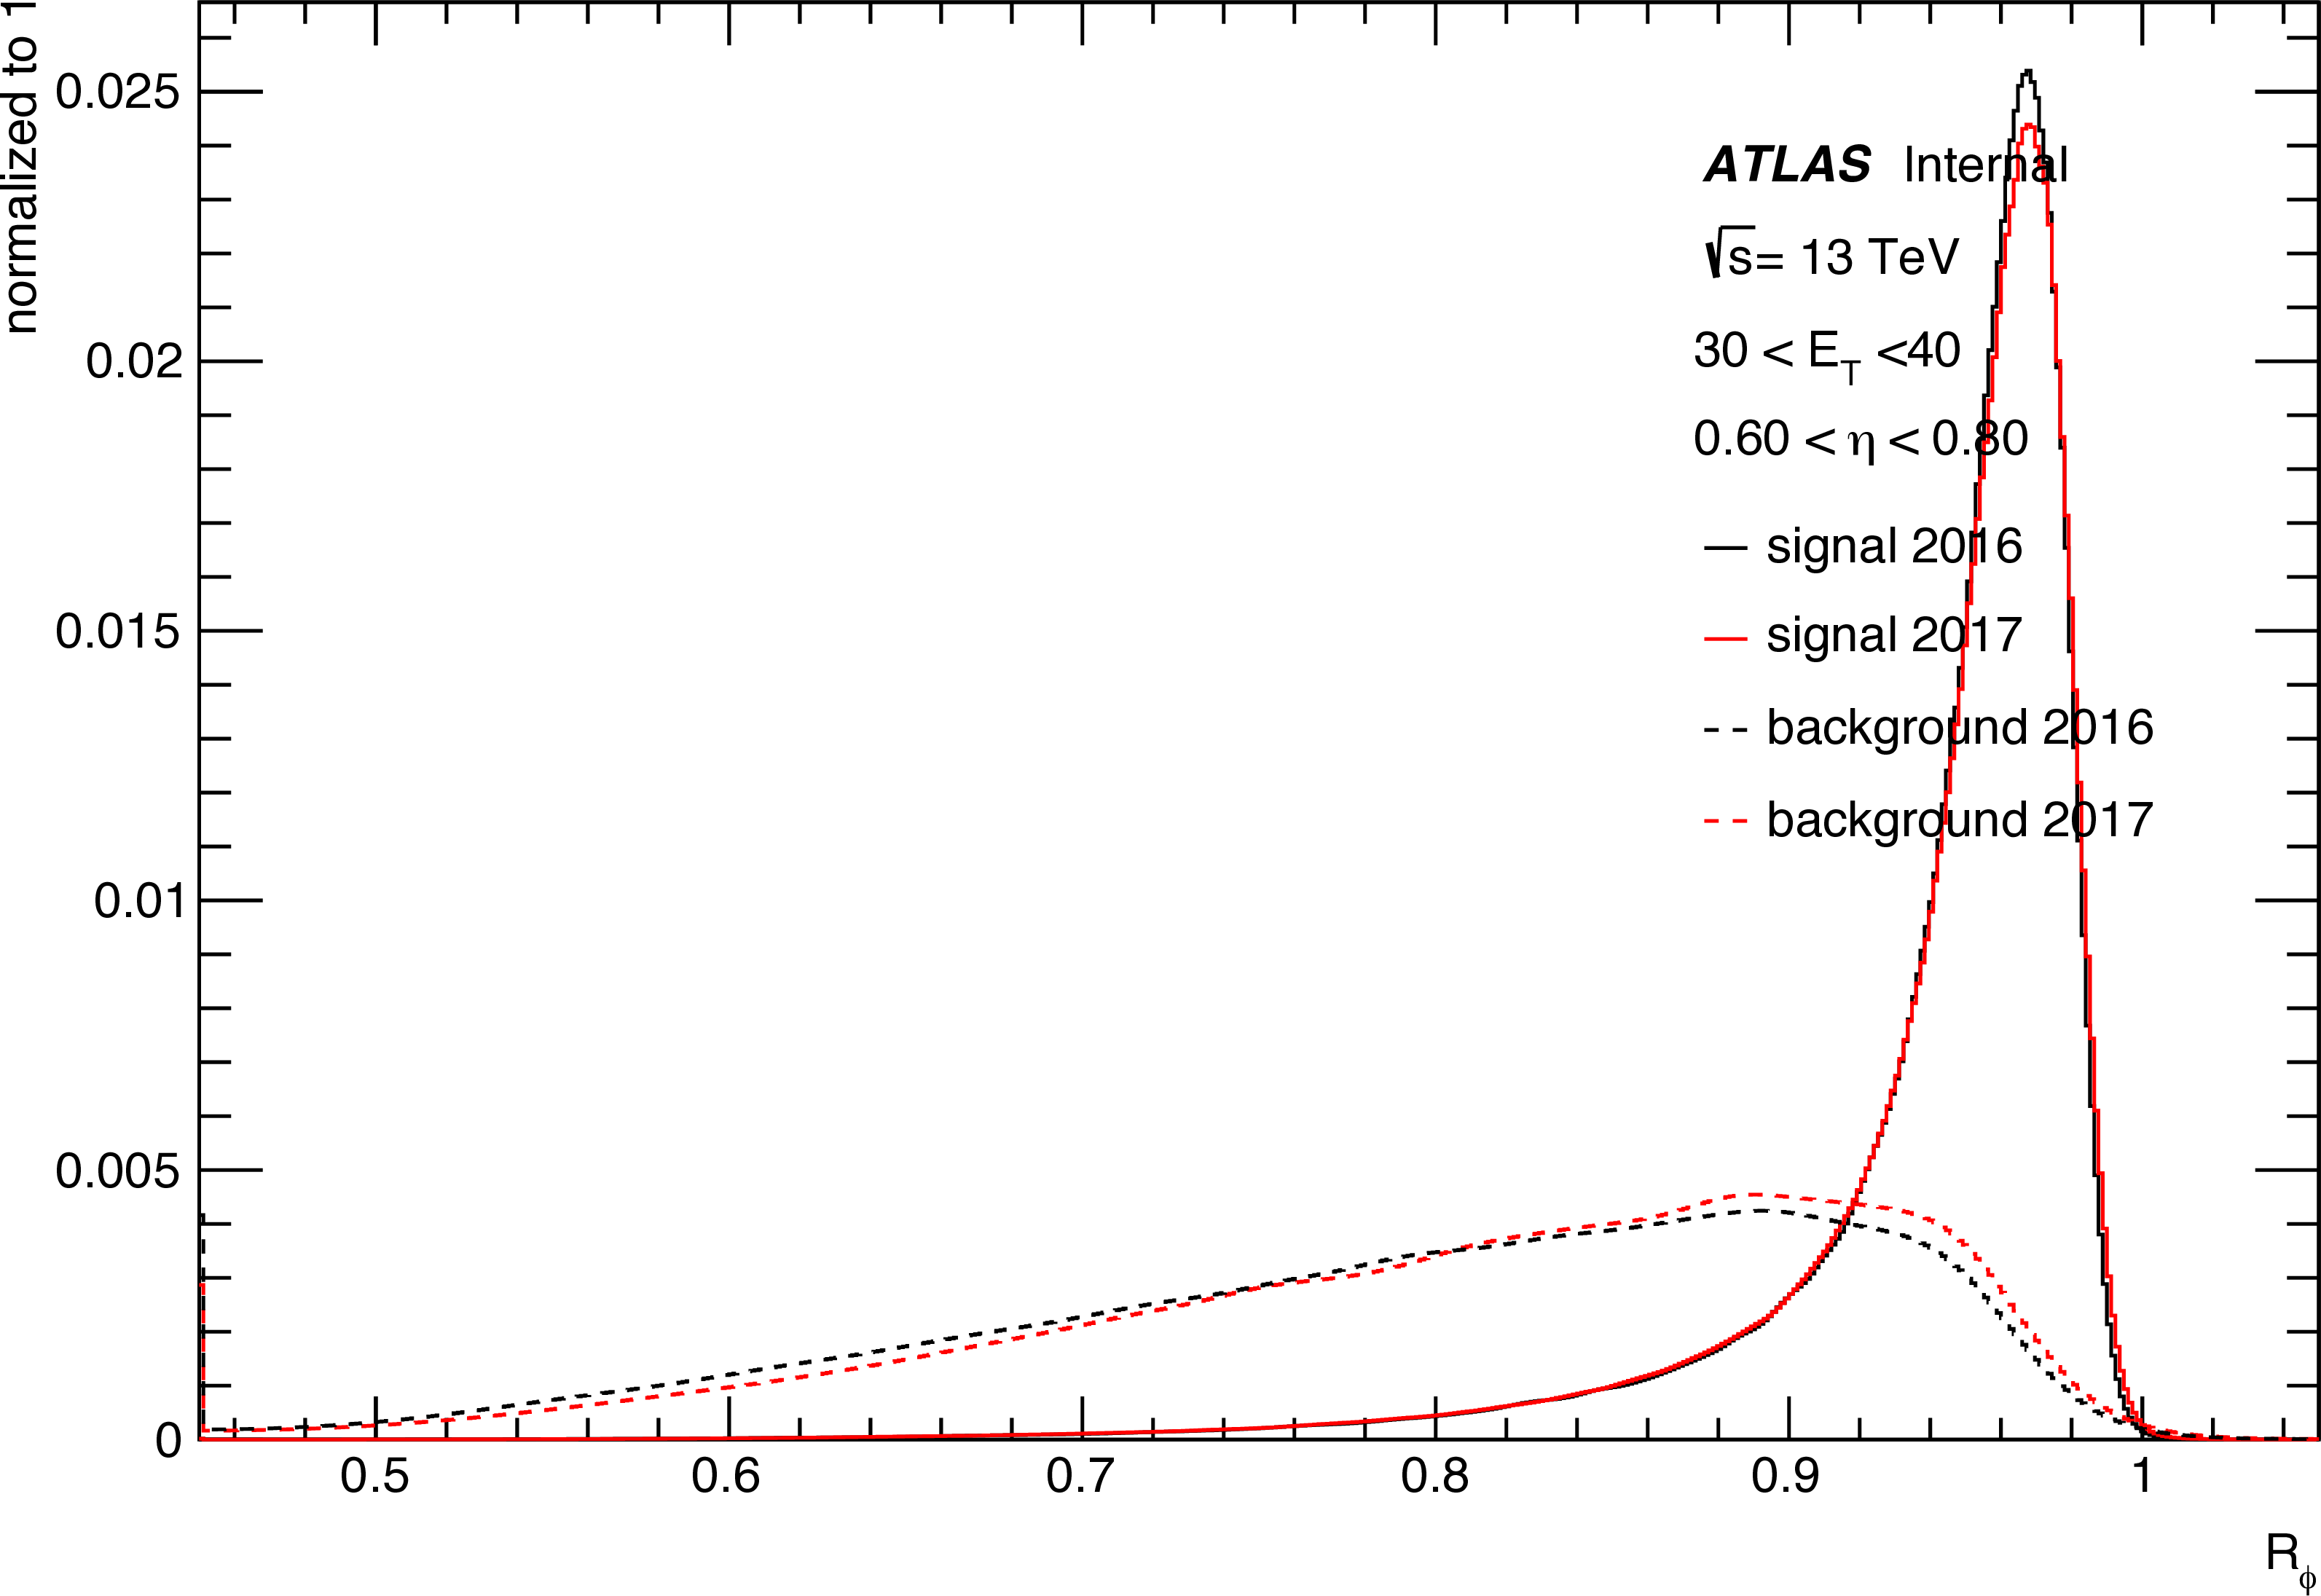 normalized to 1
0.025
0.02
0.015
0.01
0.005
0
ATLAS Internal
√s= 13 TeV
30 < E_T <40
0.60 < η < 0.80
signal 2016
signal 2017
background 2016
background 2017
0.5 0.6 0.7 0.8 0.9 1
R_ϕ